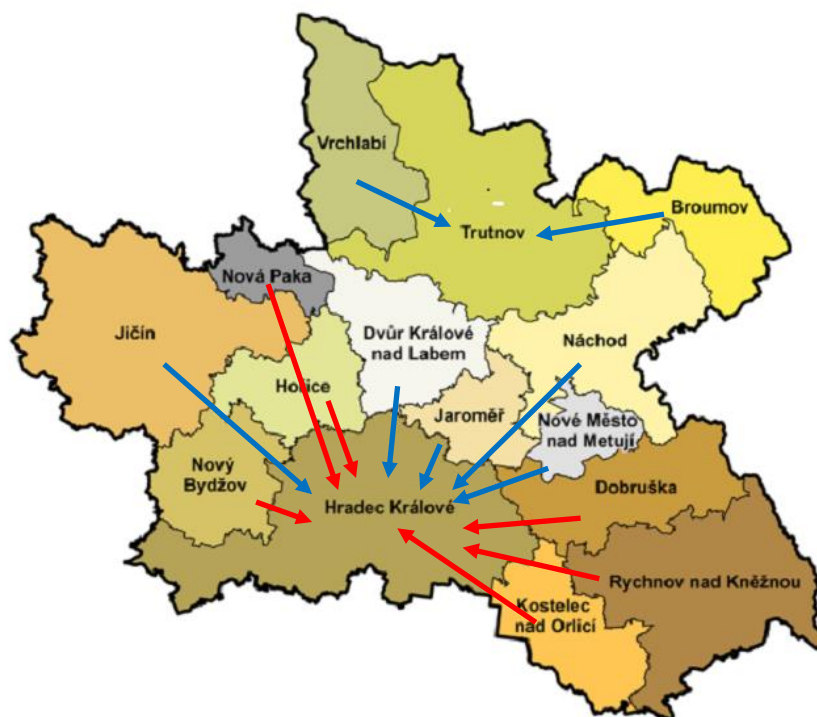 Vrchlabí
Broumov
Trutnov
Nová Paka
Jičín
Dvůr Králové
nad Labem
Náchod
Hořice
Jaroměř
Nové Město
nad Metují
Nový
Bydžov
Dobruška
Hradec Králové
Rychnov nad Kněžnou
Kostelec
nad Orlicí